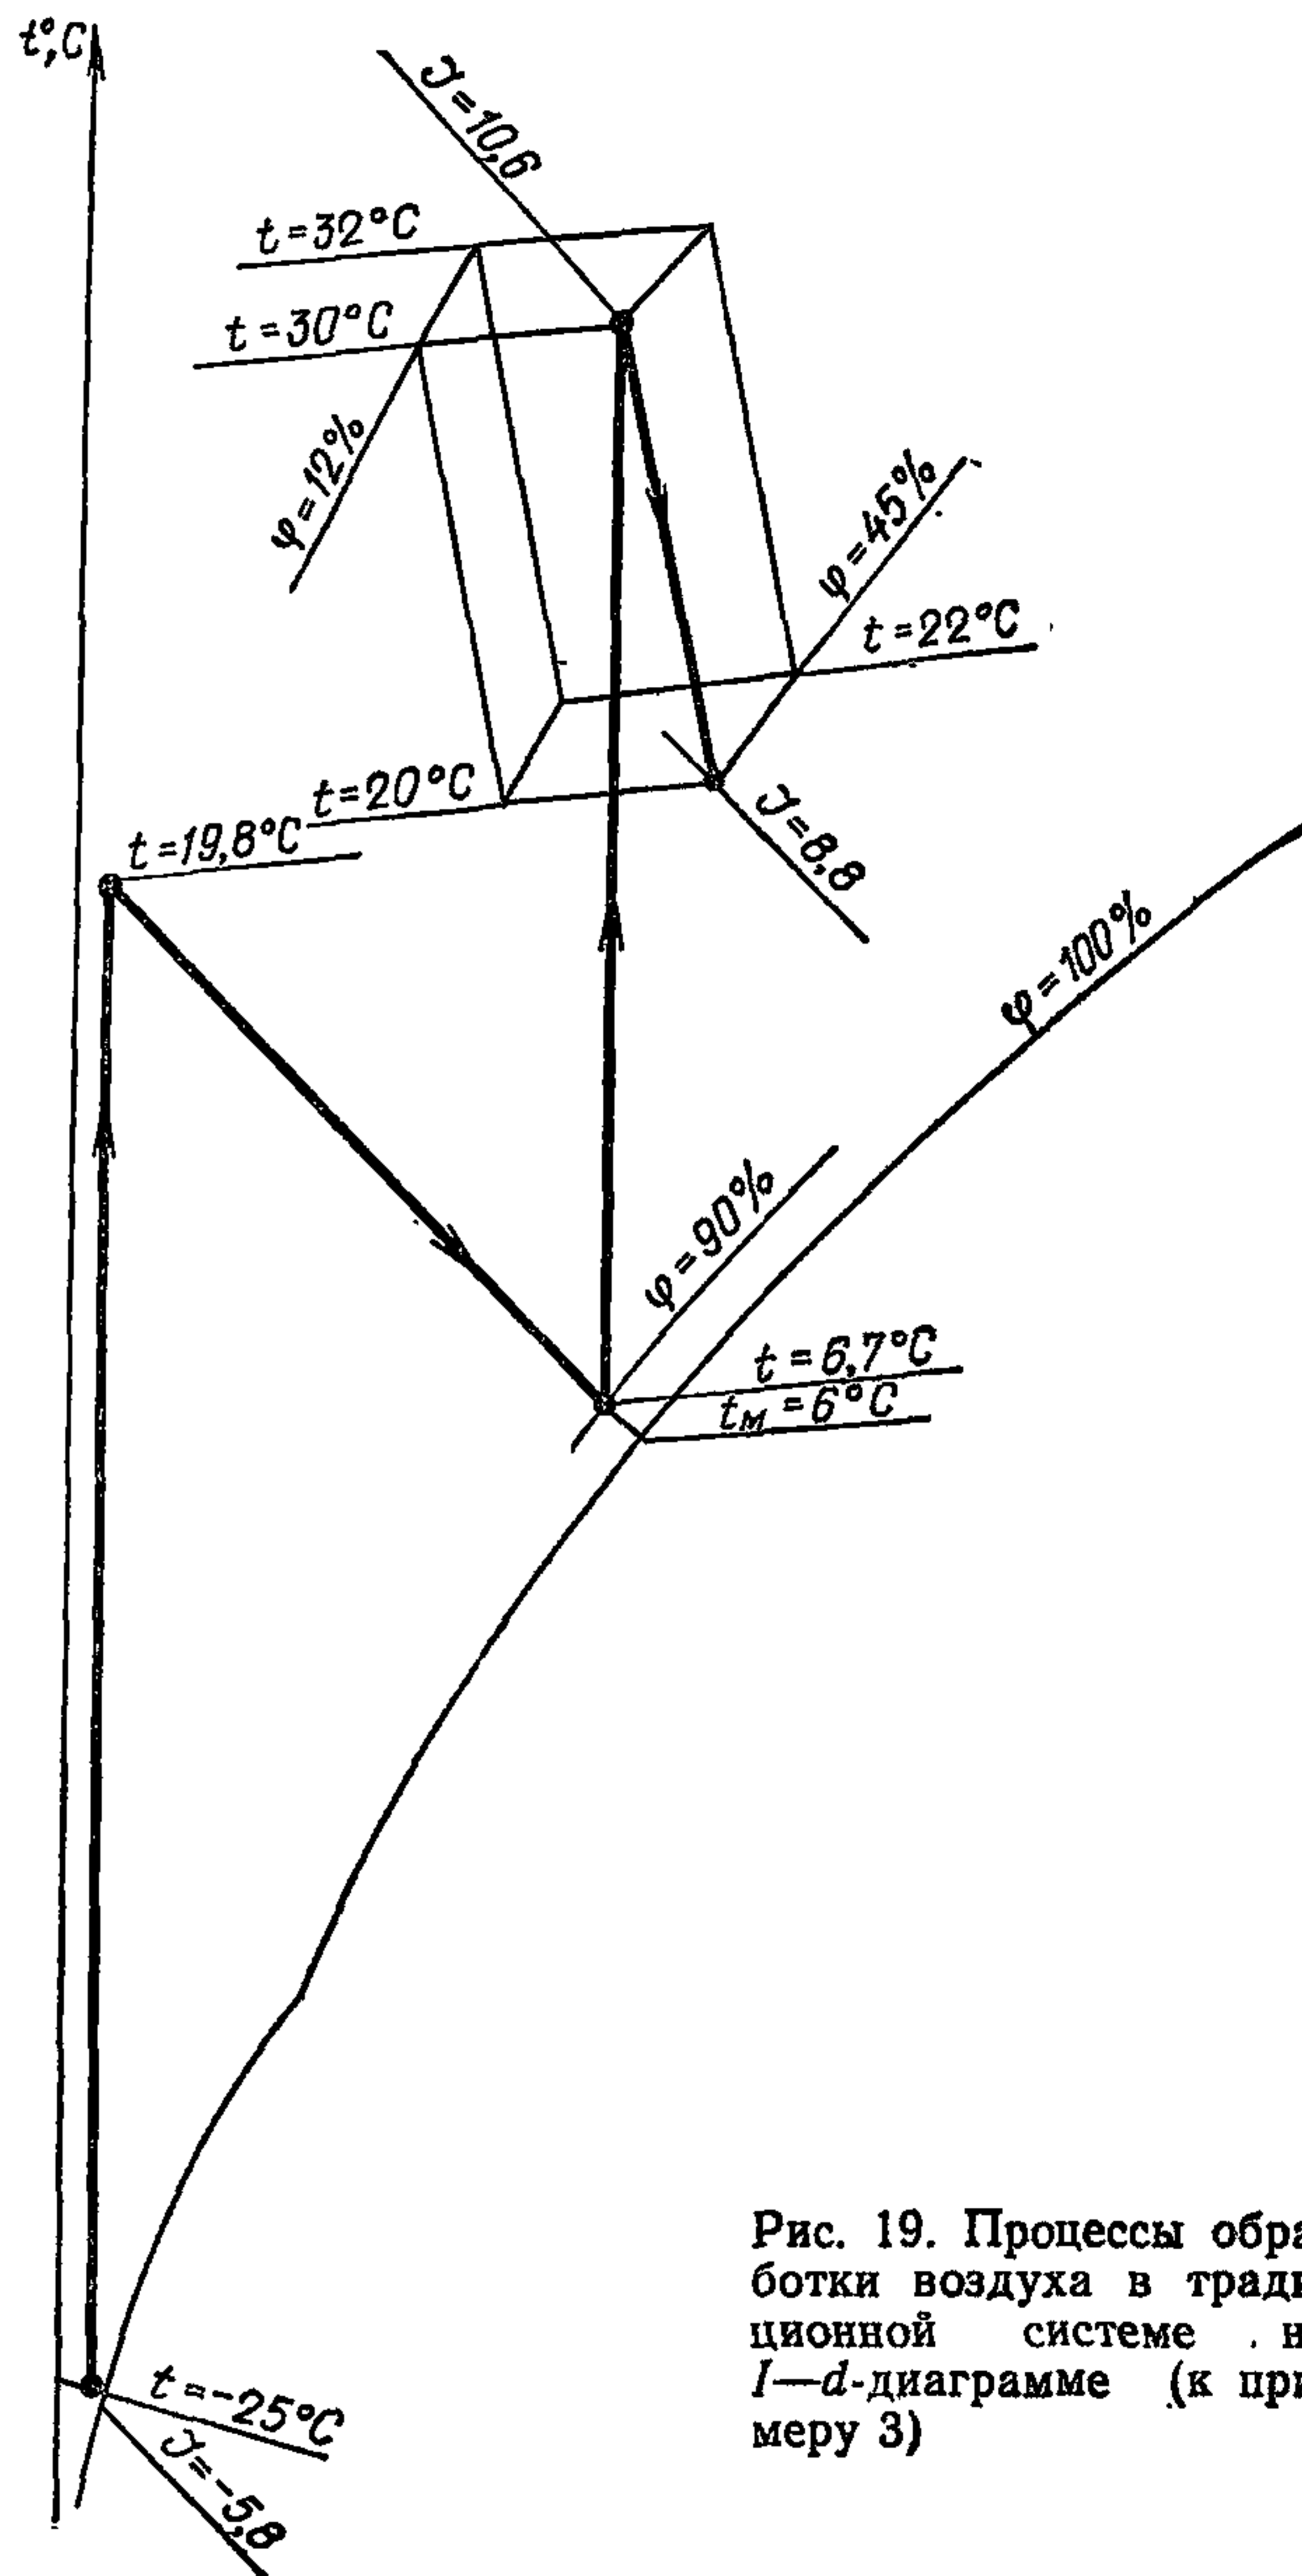 t°,C
J=10,6
t=32°C
t=30°C
φ=12%
φ=45%
t=22°C
t=20°C
J=8,8
t=19,8°C
φ=100%
φ=90%
t=6,7°C
tм=6°C
t=-25°C
J=-5,8
Рис. 19. Процессы обра
ботки воздуха в тради
ционной системе н
I—d-диаграмме (к при
меру 3)